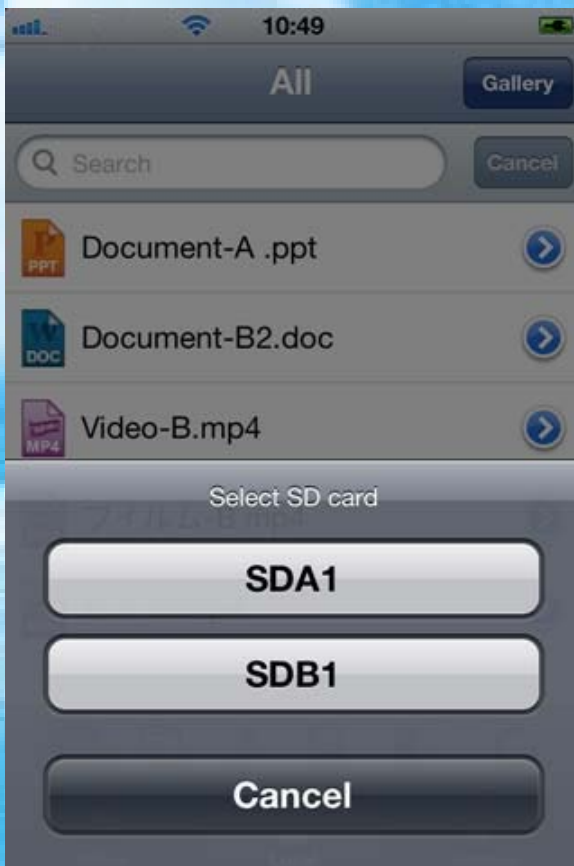 10:49
All
Gallery
Search
Cancel
PPT
Document-A .ppt
W
DOC
Document-B2.doc
MP4
Video-B.mp4
Select SD card
フィルム-B mp4
SDA1
SDB1
Cancel